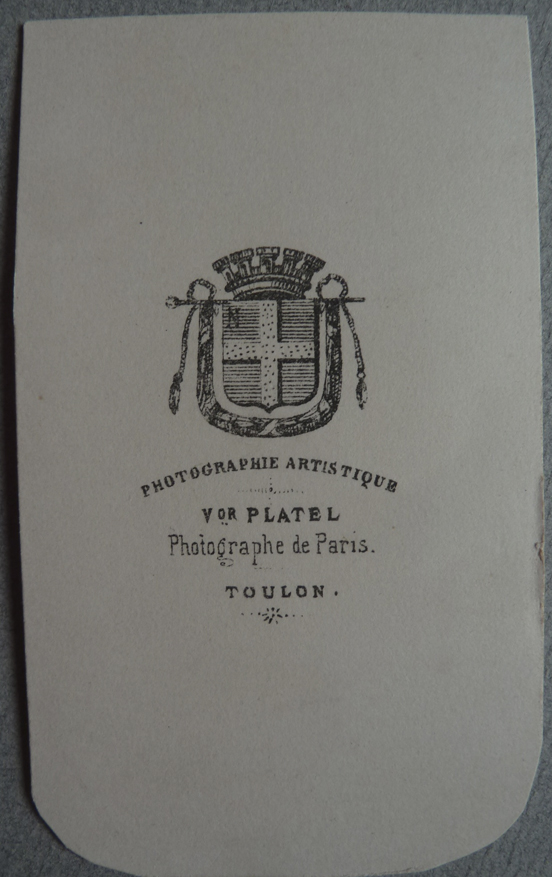 PHOTOGRAPHIE ARTISTIQUE
VOR PLATEL
Photographe de Paris.
TOULON.